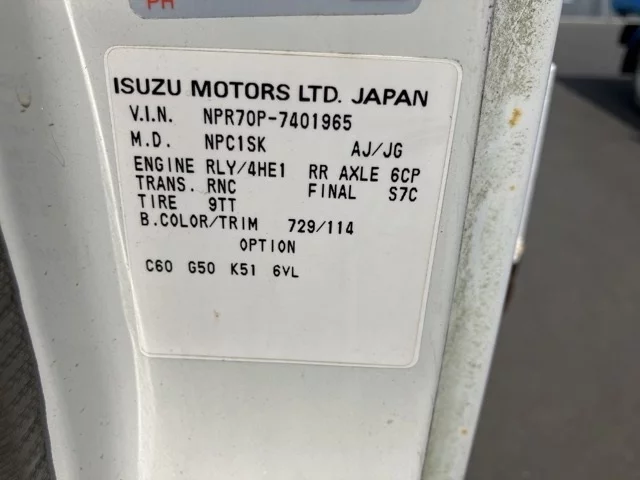 PH
ISUZU MOTORS LTD. JAPAN
V.I.N. NPR70P-7401965
M.D. NPC1SK AJ/JG
ENGINE RLY/4HE1 RR AXLE 6CP
TRANS. RNC FINAL S7C
TIRE 9TT
B.COLOR/TRIM 729/114
OPTION
C60 G50 K51 6VL